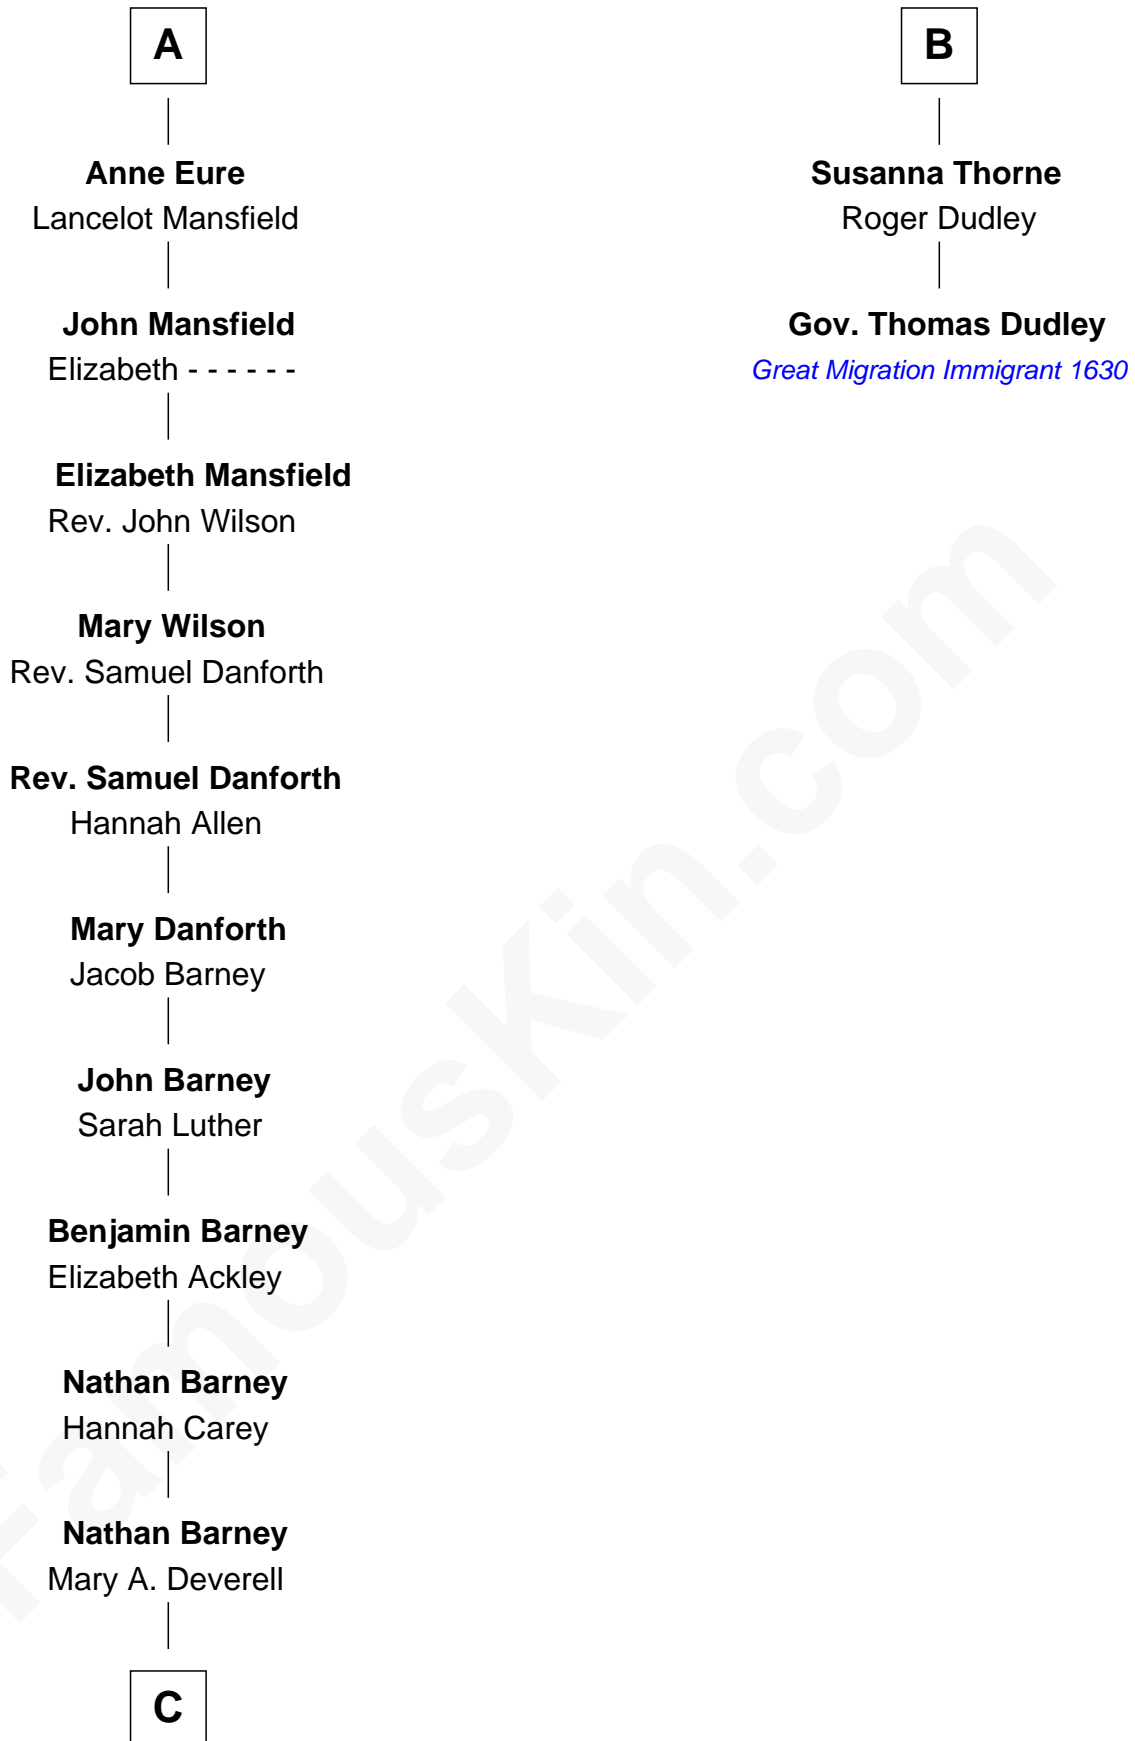 A
Anne Eure
Lancelot Mansfield
John Mansfield
Elizabeth - - - - - -
Elizabeth Mansfield
Rev. John Wilson
Mary Wilson
Rev. Samuel Danforth
Rev. Samuel Danforth
Hannah Allen
Mary Danforth
Jacob Barney
John Barney
Sarah Luther
Benjamin Barney
Elizabeth Ackley
Nathan Barney
Hannah Carey
Nathan Barney
Mary A. Deverell
C
B
Susanna Thorne
Roger Dudley
Gov. Thomas Dudley
Great Migration Immigrant 1630
FamousKin.com